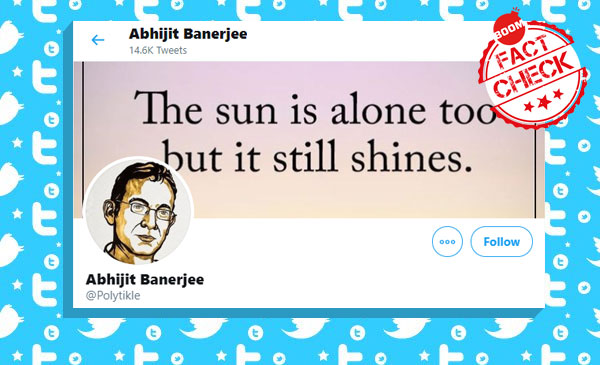 Abhijit Banerjee
14.6K Tweets
BOOM
FACT
CHECK
The sun is alone too
but it still shines.
Follow
Abhijit Banerjee
@Polytikle